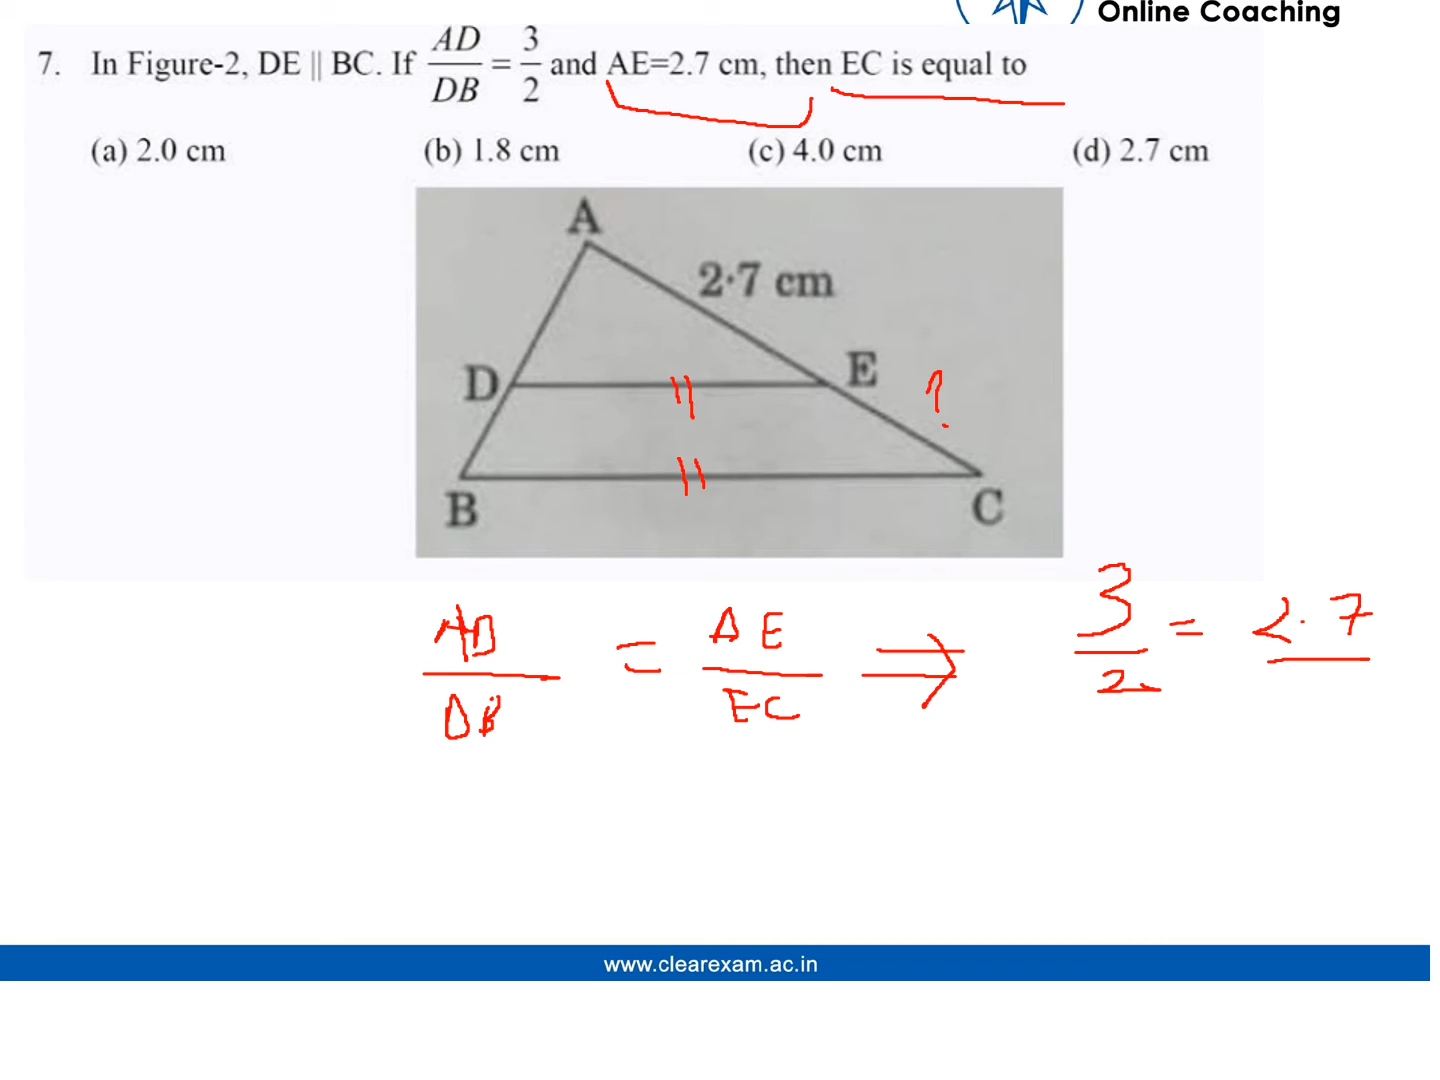 Online Coaching
7. In Figure-2, DE || BC. If AD/DB = 3/2 and AE=2.7 cm, then EC is equal to
(a) 2.0 cm (b) 1.8 cm (c) 4.0 cm (d) 2.7 cm
A
2·7 cm
D E ?
B C
AD/DB = AE/EC ⇒ 3/2 = 2.7
www.clearexam.ac.in